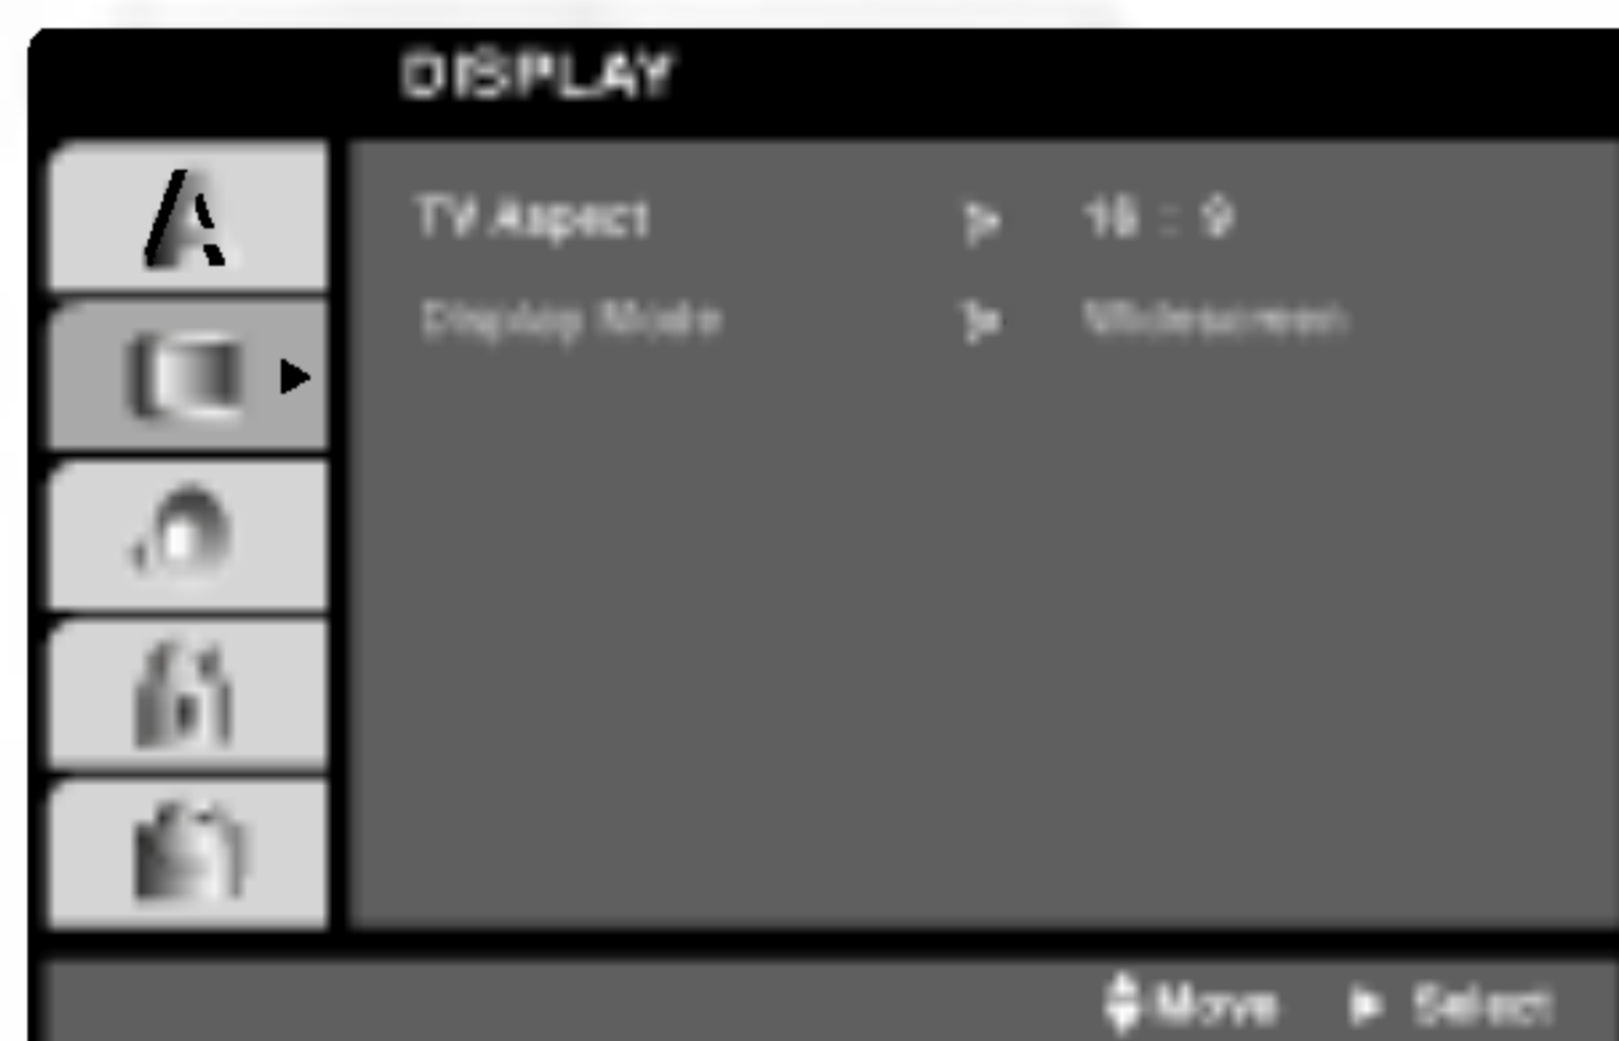 DISPLAY
A
TV Aspect > 16 : 9
Display Mode > Widescreen
Move Select